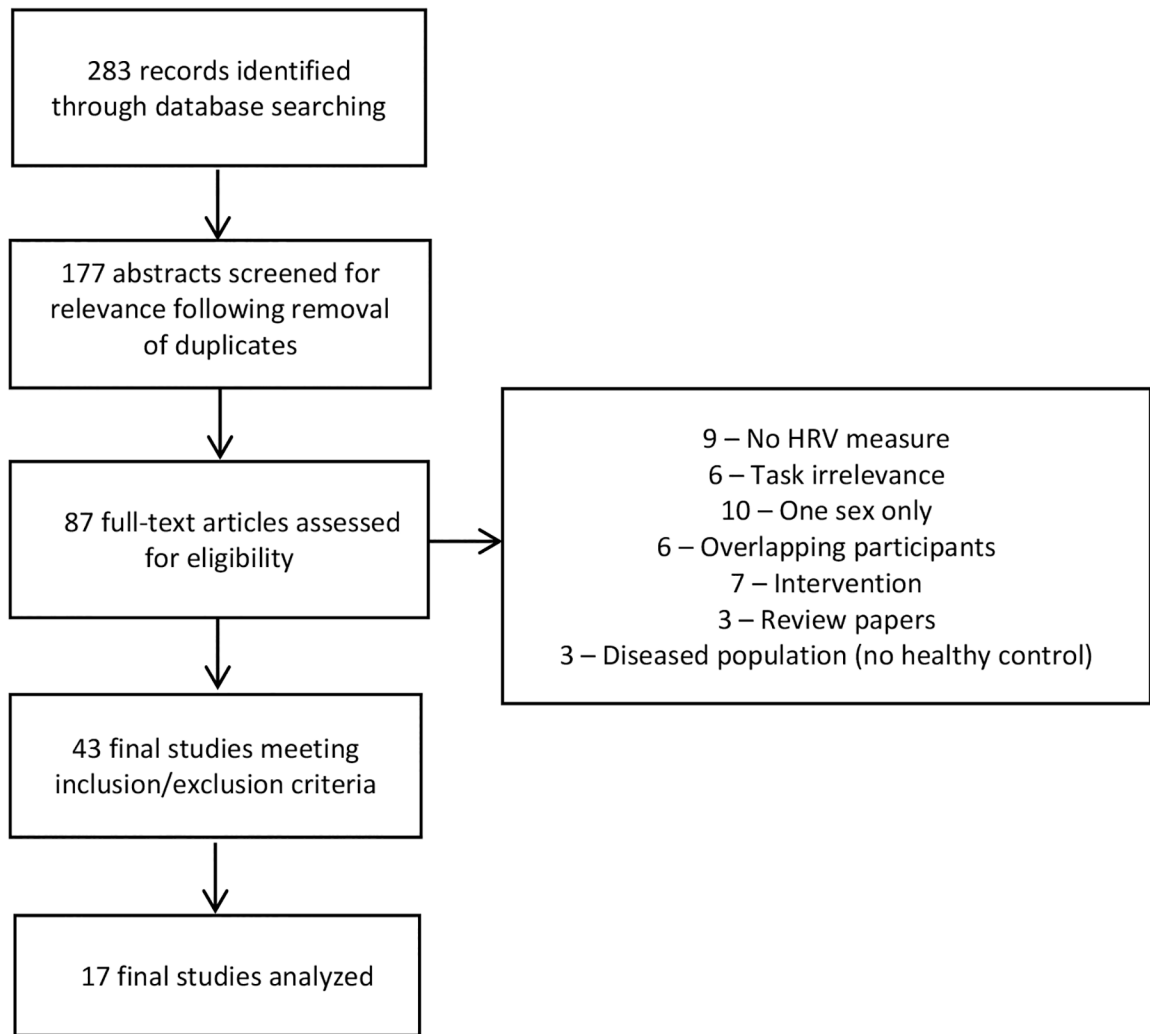 283 records identified
through database searching
177 abstracts screened for
relevance following removal
of duplicates
87 full-text articles assessed
for eligibility
9 – No HRV measure
6 – Task irrelevance
10 – One sex only
6 – Overlapping participants
7 – Intervention
3 – Review papers
3 – Diseased population (no healthy control)
43 final studies meeting
inclusion/exclusion criteria
17 final studies analyzed